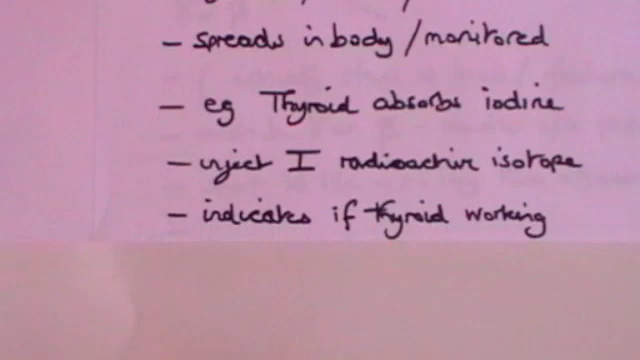 - spreads in body / monitored
- eg Thyroid absorbs iodine
- inject I radioactive isotope
- indicates if thyroid working